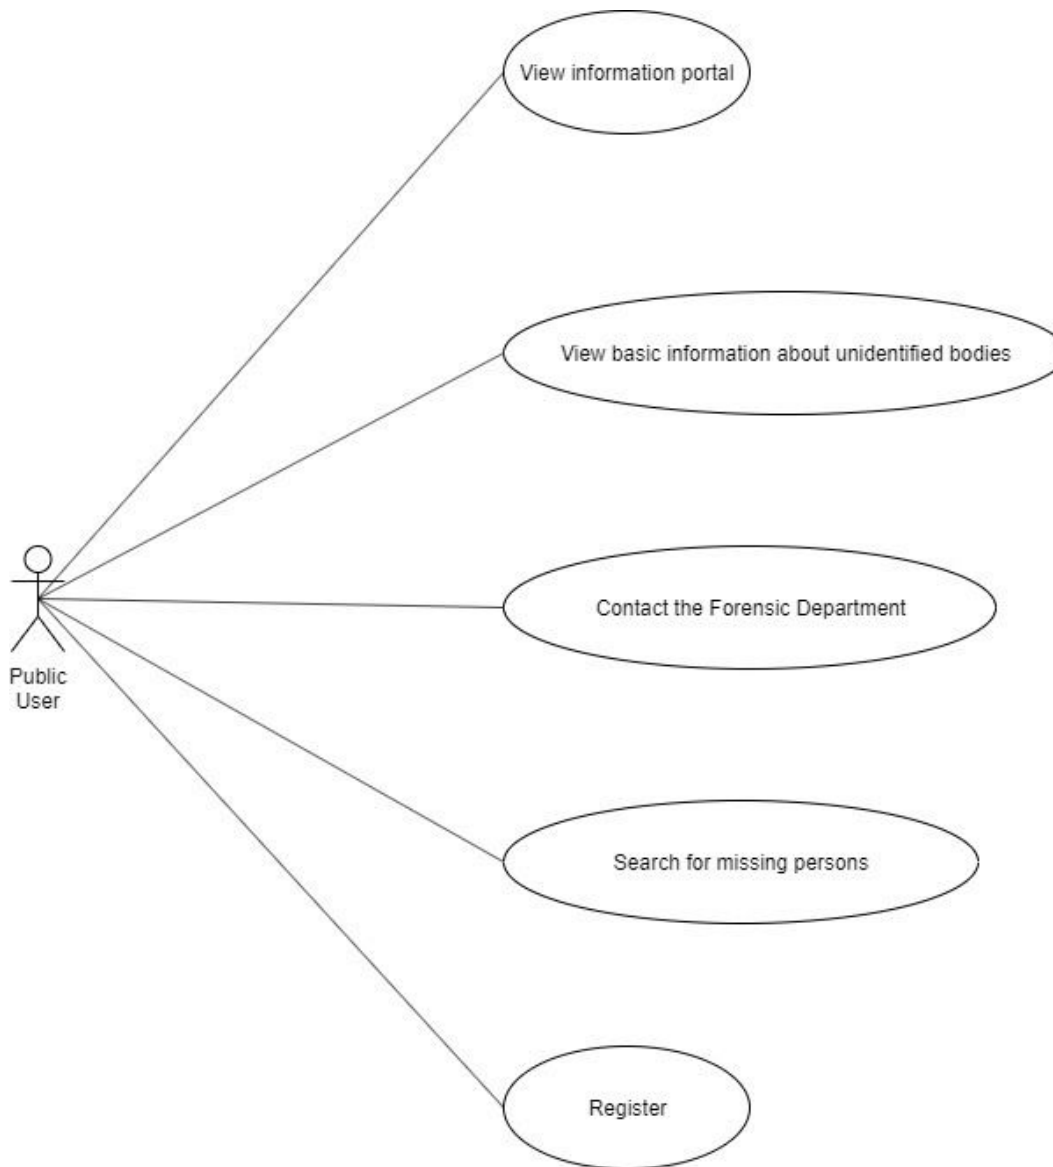 View information portal
View basic information about unidentified bodies
Contact the Forensic Department
Public
User
Search for missing persons
Register